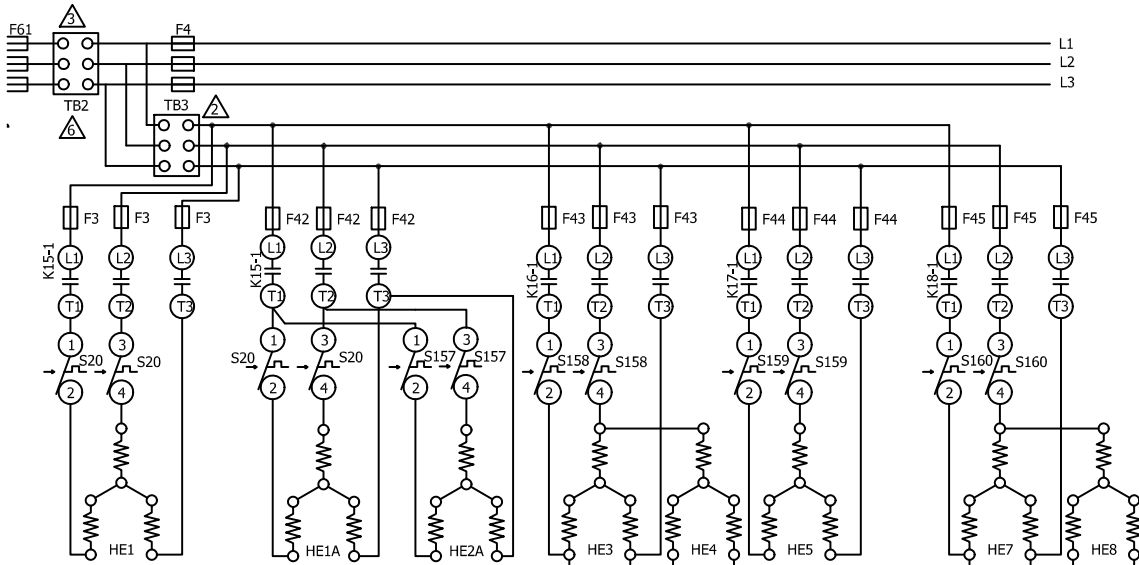 3
F61
F4
L1
L2
L3
TB2
TB3
2
6
F3 F3 F3 F42 F42 F42 F43 F43 F43 F44 F44 F44 F45 F45 F45
K15-1 K15-1 K16-1 K17-1 K18-1
L1 L2 L3 L1 L2 L3 L1 L2 L3 L1 L2 L3 L1 L2 L3
T1 T2 T3 T1 T2 T3 T1 T2 T3 T1 T2 T3 T1 T2 T3
1 3 1 3 1 3 1 3 1 3 1 3
S20 S20 S20 S20 S157 S157 S158 S158 S159 S159 S160 S160
2 4 2 4 2 4 2 4 2 4 2 4
HE1 HE1A HE2A HE3 HE4 HE5 HE7 HE8